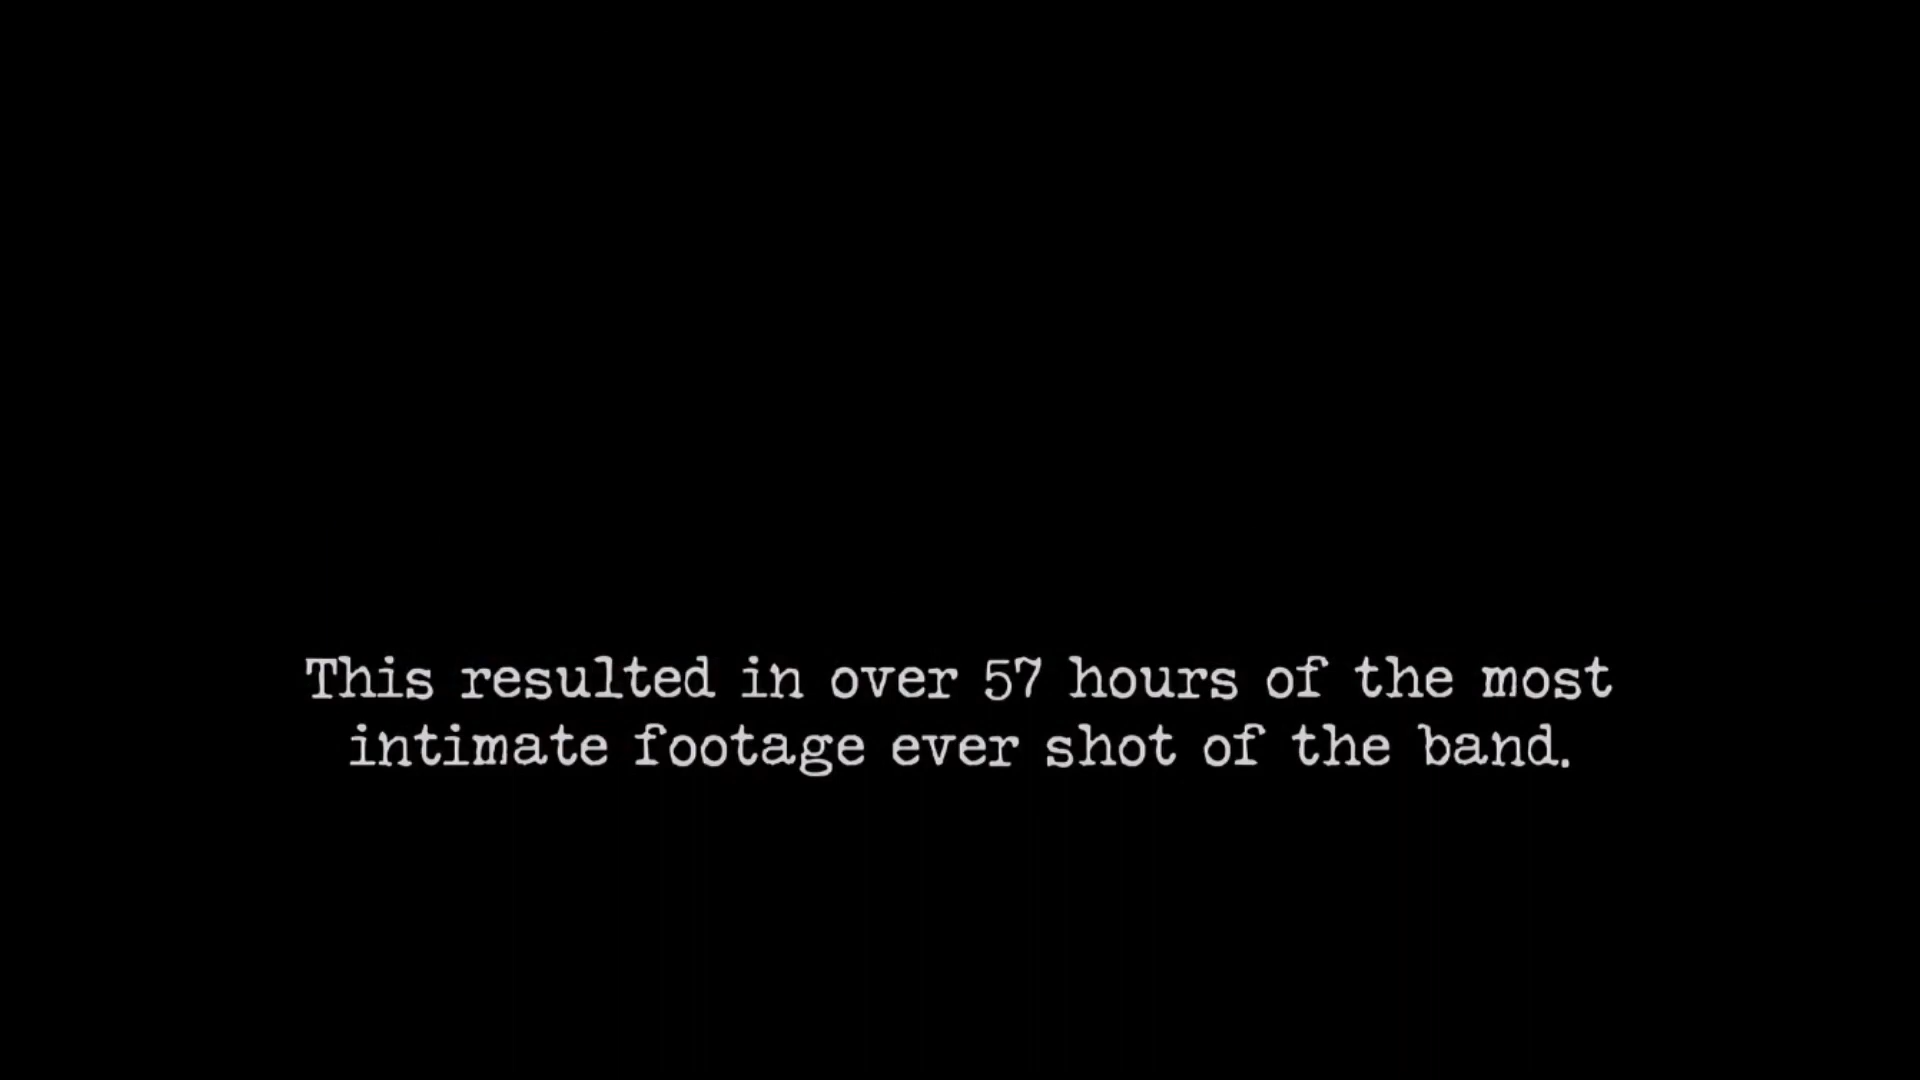 This resulted in over 57 hours of the most
intimate footage ever shot of the band.